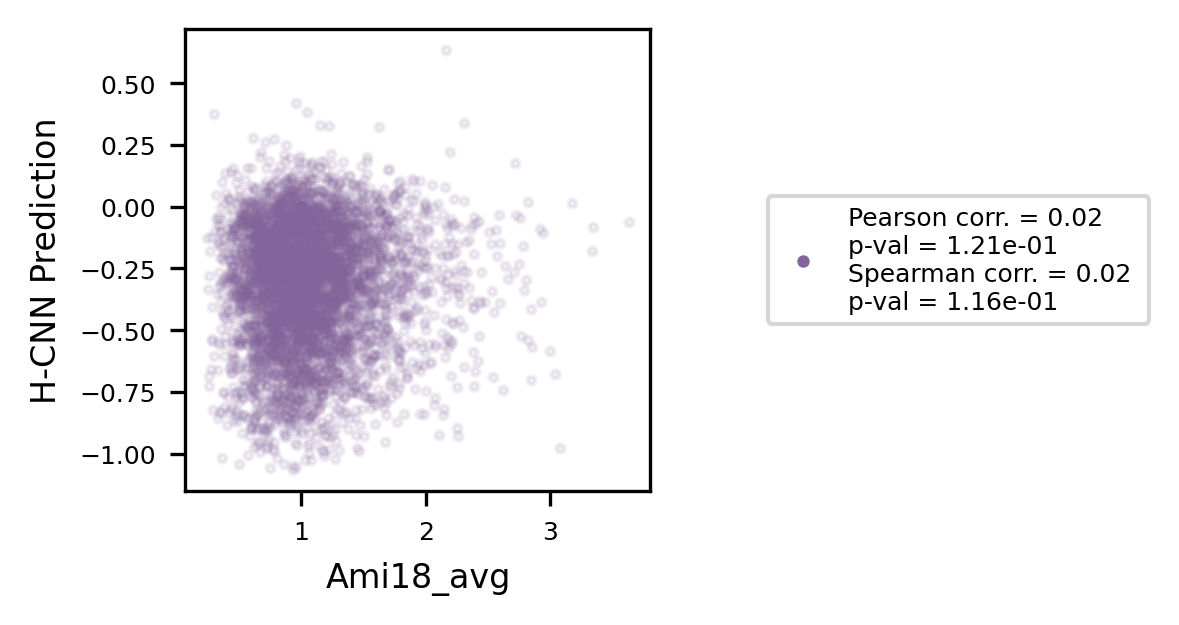 H-CNN Prediction
0.50
0.25
0.00
−0.25
−0.50
−0.75
−1.00
1 2 3
Ami18_avg
Pearson corr. = 0.02
p-val = 1.21e-01
Spearman corr. = 0.02
p-val = 1.16e-01